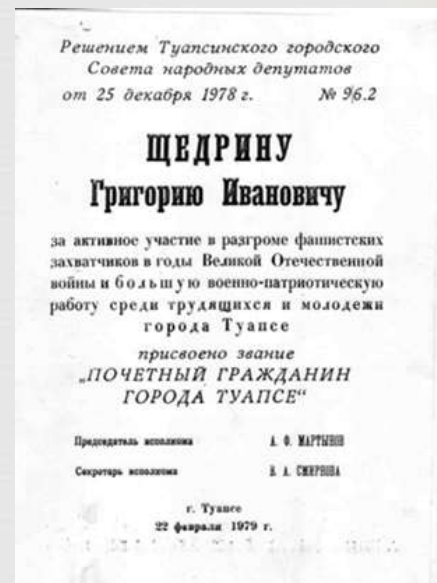 Решением Туапсинского городского
Совета народных депутатов
от 25 декабря 1978 г. № 9/6.2
ЩЕДРИНУ
Григорию Ивановичу
за активное участие в разгроме фашистских
захватчиков в годы Великой Отечественной
войны и большую военно-патриотическую
работу среди трудящихся и молодежи
города Туапсе
присвоено звание
„ПОЧЕТНЫЙ ГРАЖДАНИН
ГОРОДА ТУАПСЕ“
Председатель исполкома А. Ф. МАРТЫНОВ
Секретарь исполкома В. А. СМИРНОВА
г. Туапсе
22 февраля 1979 г.